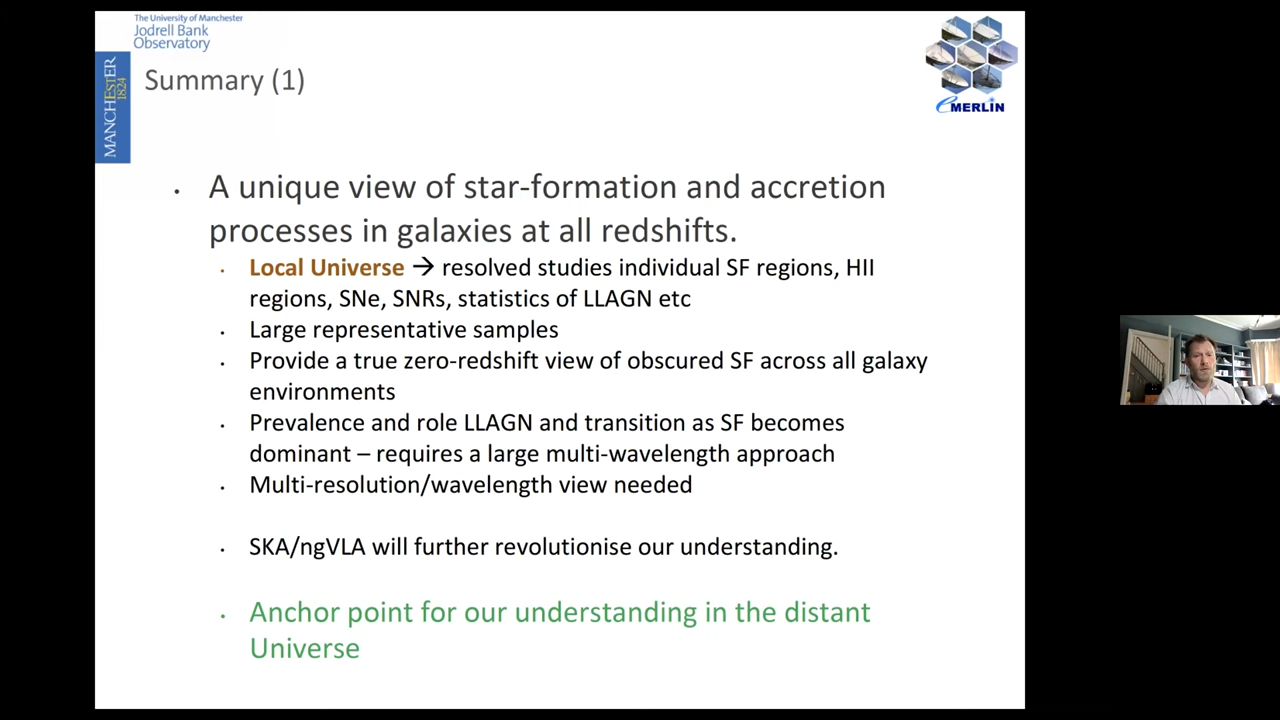 The University of Manchester
Jodrell Bank
Observatory
MANCHESTER
1824
Summary (1)
eMERLIN
• A unique view of star-formation and accretion
processes in galaxies at all redshifts.
• Local Universe → resolved studies individual SF regions, HII
regions, SNe, SNRs, statistics of LLAGN etc
• Large representative samples
• Provide a true zero-redshift view of obscured SF across all galaxy
environments
• Prevalence and role LLAGN and transition as SF becomes
dominant – requires a large multi-wavelength approach
• Multi-resolution/wavelength view needed
• SKA/ngVLA will further revolutionise our understanding.
• Anchor point for our understanding in the distant
Universe